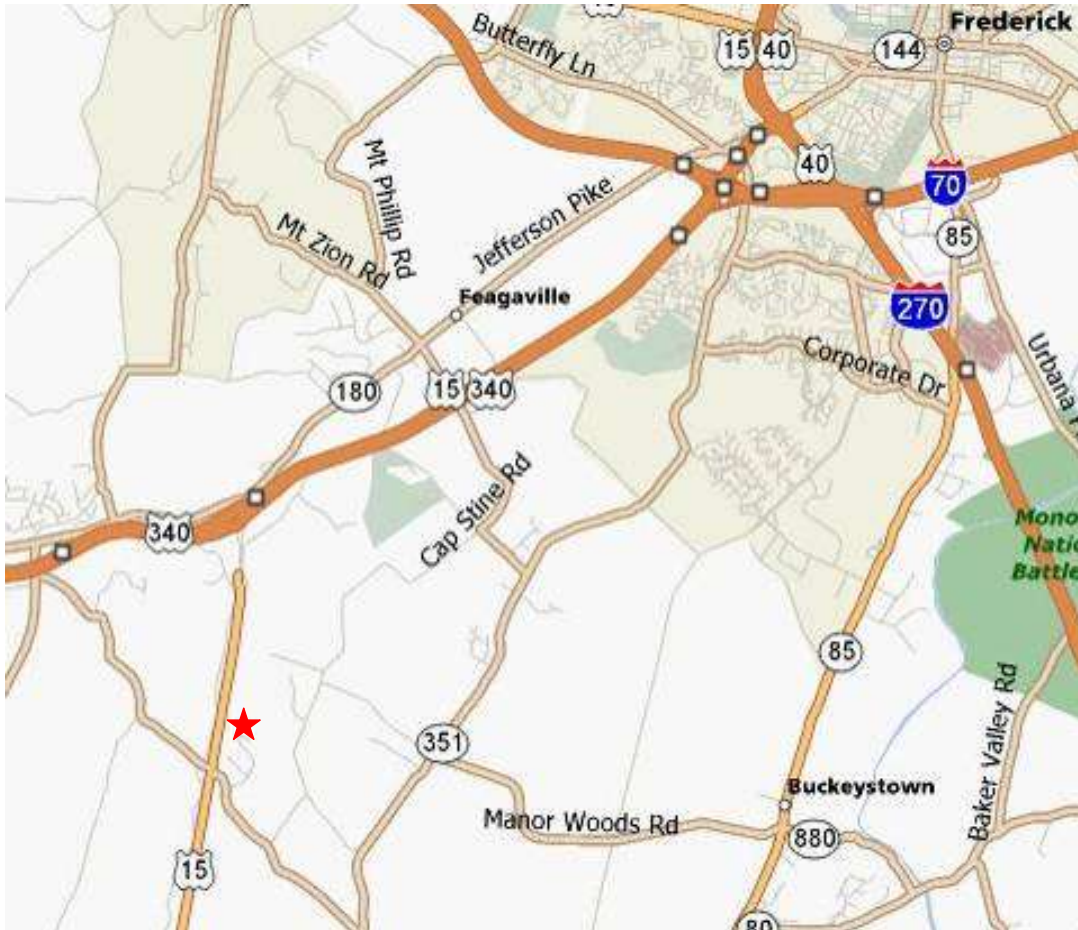 Frederick
Butterfly Ln
15
40
144
40
70
Mt Phillip Rd
Jefferson Pike
85
Mt Zion Rd
Feagaville
270
Corporate Dr
Urbana
180
15
340
Cap Stine Rd
340
Mono
Natio
Battle
85
Baker Valley Rd
351
Buckeystown
Manor Woods Rd
880
15
80